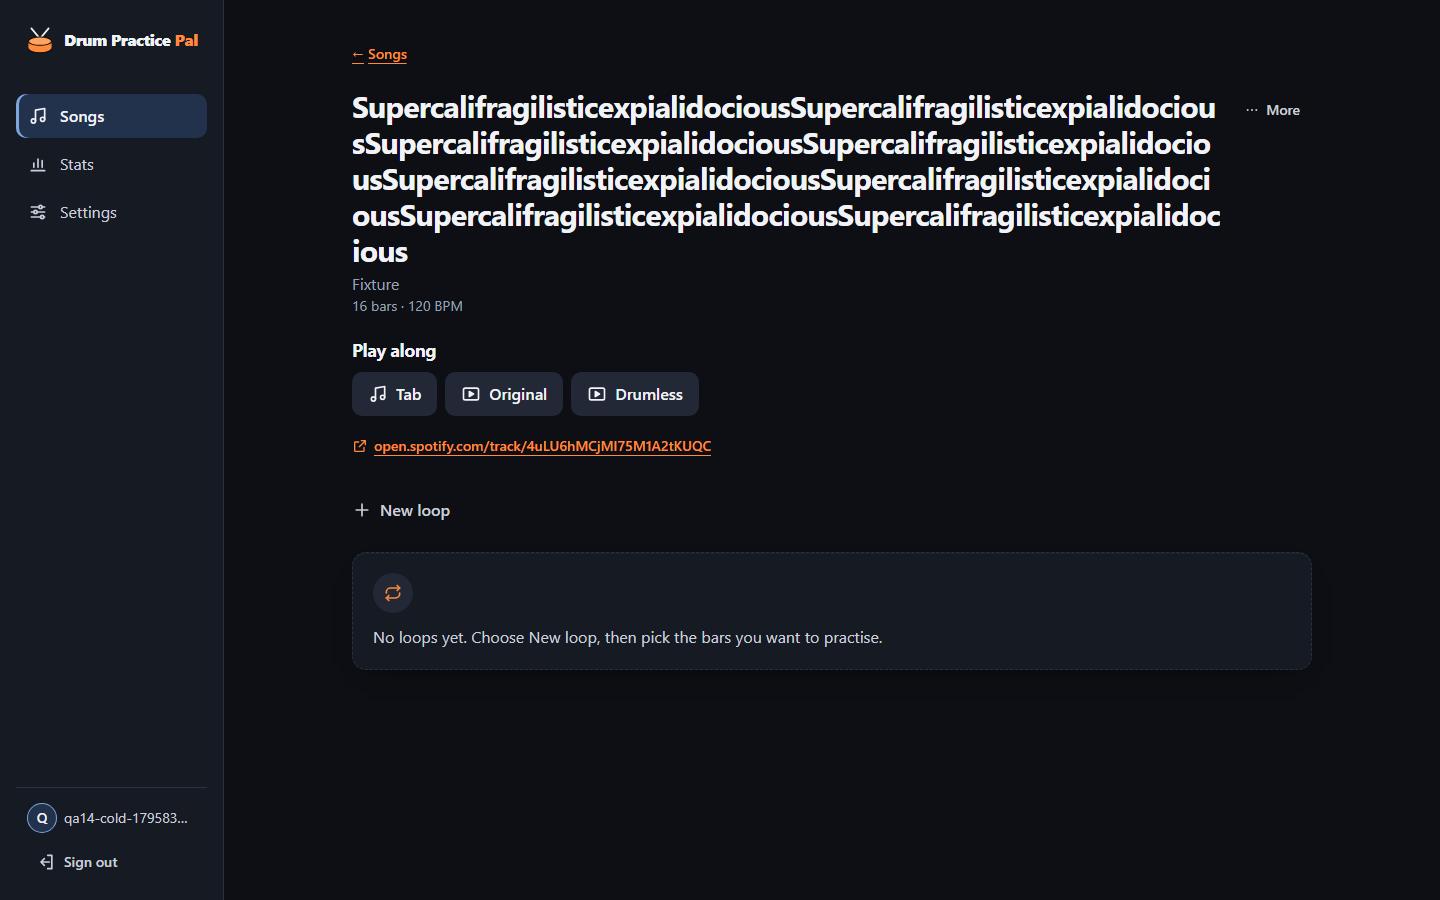 Drum Practice Pal
Songs
Stats
Settings
qa14-cold-179583...
Sign out
← Songs
SupercalifragilisticexpialidociousSupercalifragilisticexpialidociou
sSupercalifragilisticexpialidociousSupercalifragilisticexpialidocio
usSupercalifragilisticexpialidociousSupercalifragilisticexpialidoci
ousSupercalifragilisticexpialidociousSupercalifragilisticexpialidoc
ious
··· More
Fixture
16 bars · 120 BPM
Play along
Tab
Original
Drumless
open.spotify.com/track/4uLU6hMCjMI75M1A2tKUQC
+ New loop
No loops yet. Choose New loop, then pick the bars you want to practise.